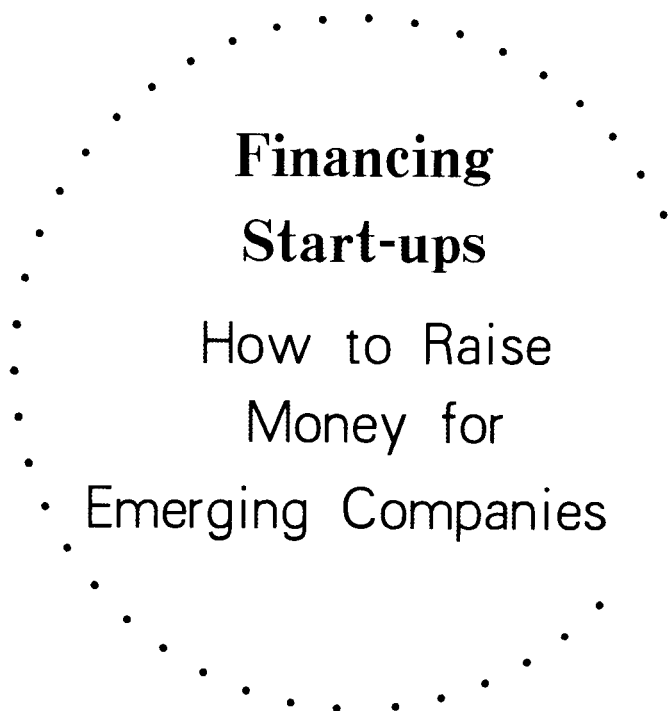 Financing
Start-ups
How to Raise
Money for
Emerging Companies